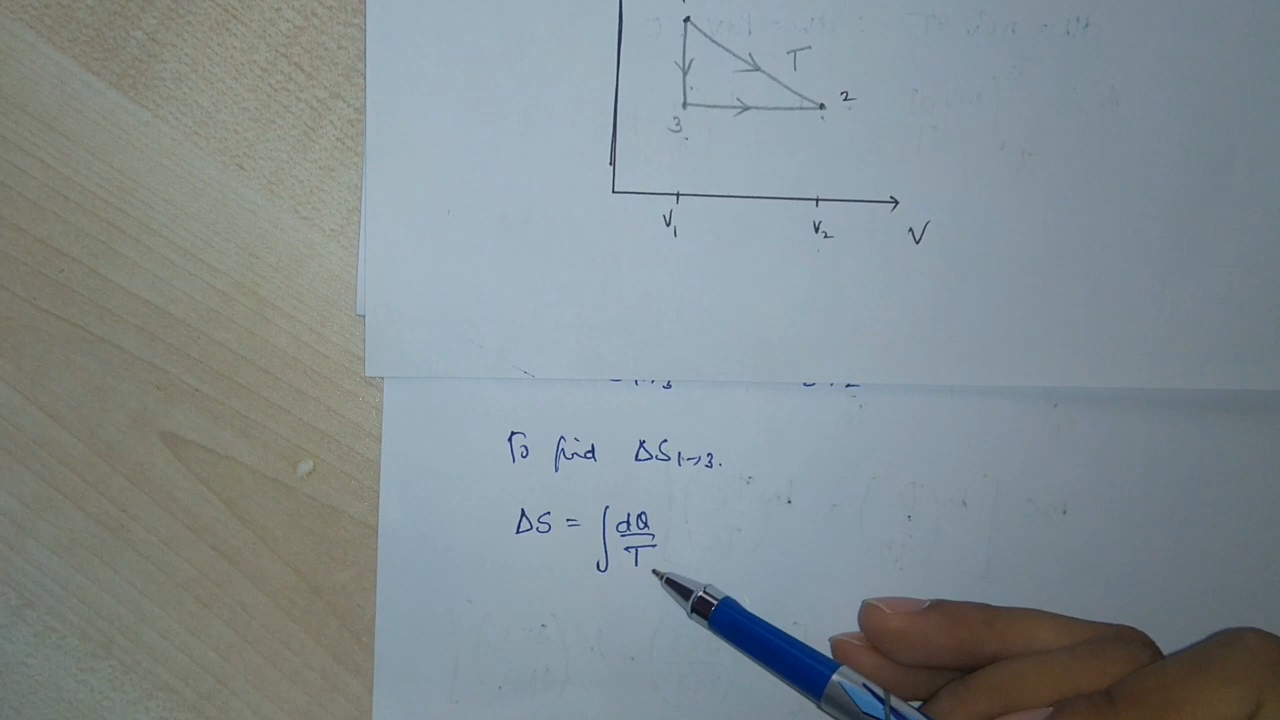 T
2
3
V₁ V₂ V
To find ΔS₁→₃.
ΔS = ∫ dQ/T